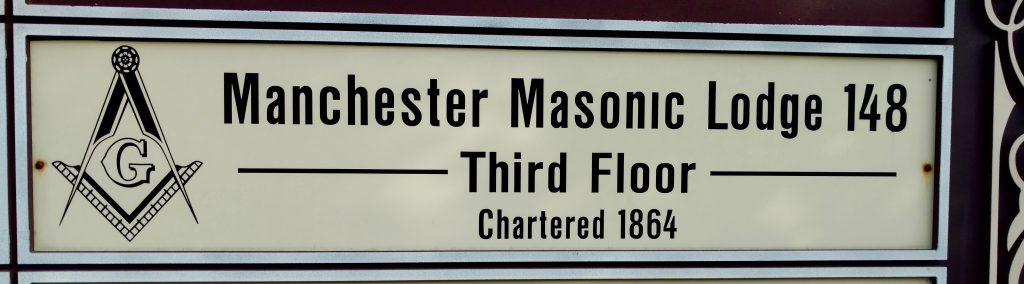 G
Manchester Masonic Lodge 148
Third Floor
Chartered 1864